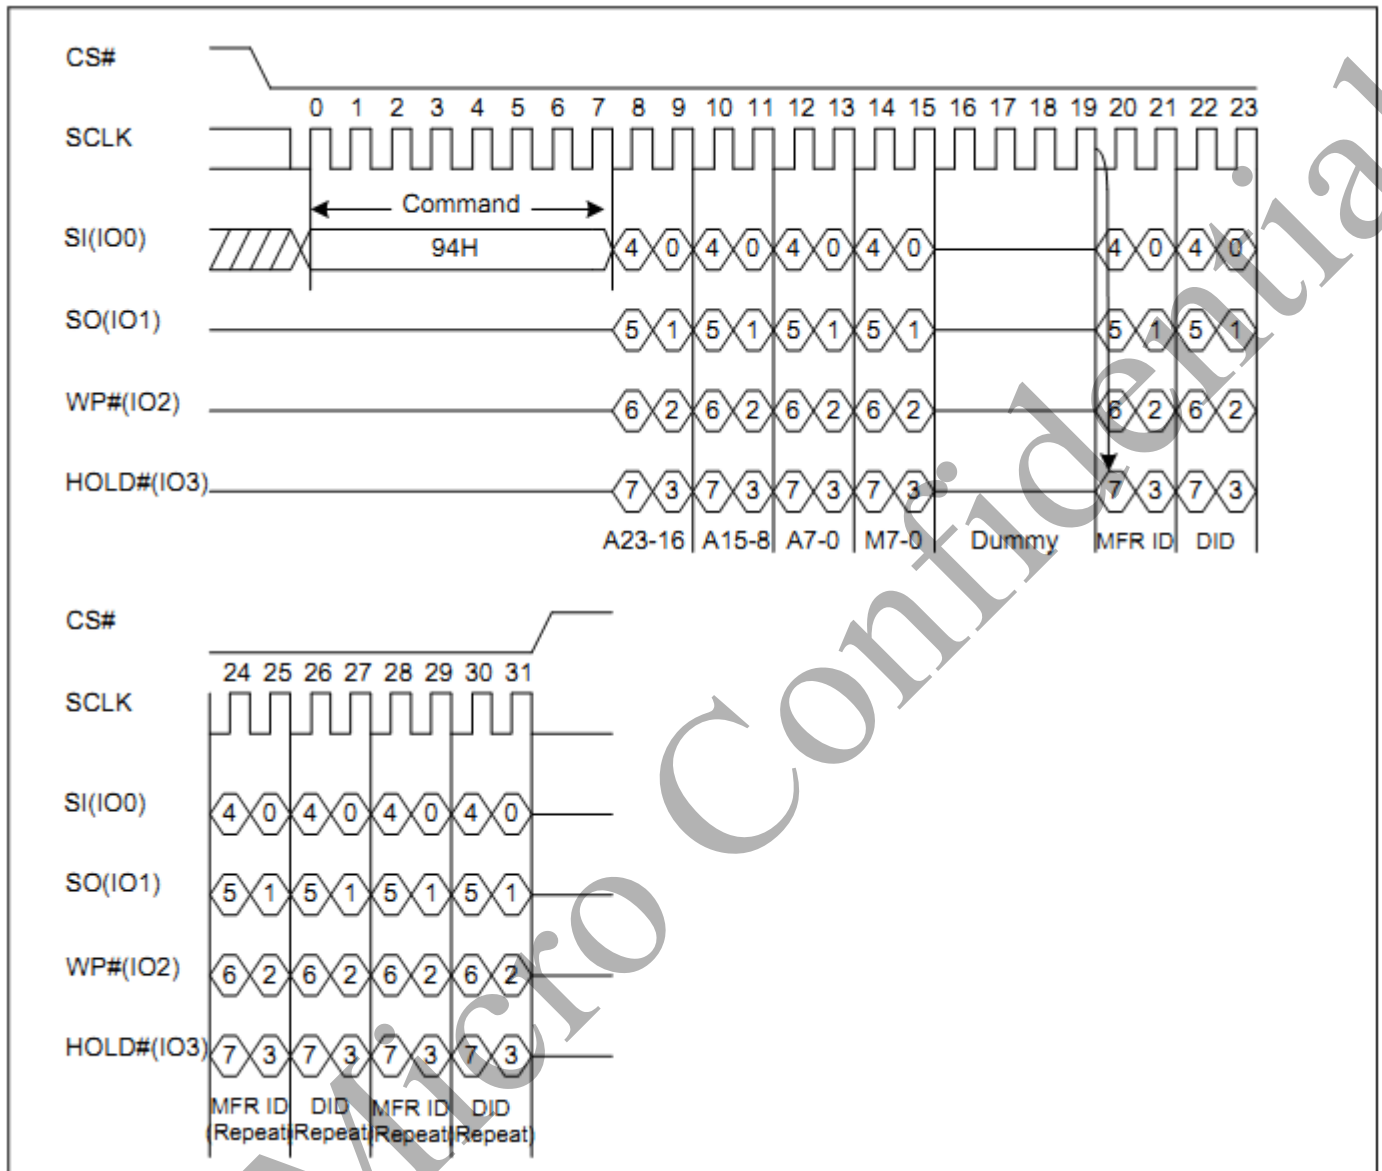 CS#
0 1 2 3 4 5 6 7 8 9 10 11 12 13 14 15 16 17 18 19 20 21 22 23
SCLK
Command
SI(IO0) 94H 4 0 4 0 4 0 4 0 4 0 4 0
SO(IO1) 5 1 5 1 5 1 5 1 5 1 5 1
WP#(IO2) 6 2 6 2 6 2 6 2 6 2 6 2
HOLD#(IO3) 7 3 7 3 7 3 7 3 7 3 7 3
A23-16 A15-8 A7-0 M7-0 Dummy MFR ID DID
CS#
24 25 26 27 28 29 30 31
SCLK
SI(IO0) 4 0 4 0 4 0 4 0
SO(IO1) 5 1 5 1 5 1 5 1
WP#(IO2) 6 2 6 2 6 2 6 2
HOLD#(IO3) 7 3 7 3 7 3 7 3
MFR ID DID MFR ID DID
(Repeat) (Repeat) (Repeat) (Repeat)
Micro Confidential